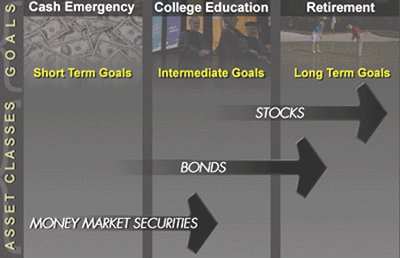 GOALS
Cash Emergency
College Education
Retirement
Short Term Goals
Intermediate Goals
Long Term Goals
ASSET CLASSES
STOCKS
BONDS
MONEY MARKET SECURITIES